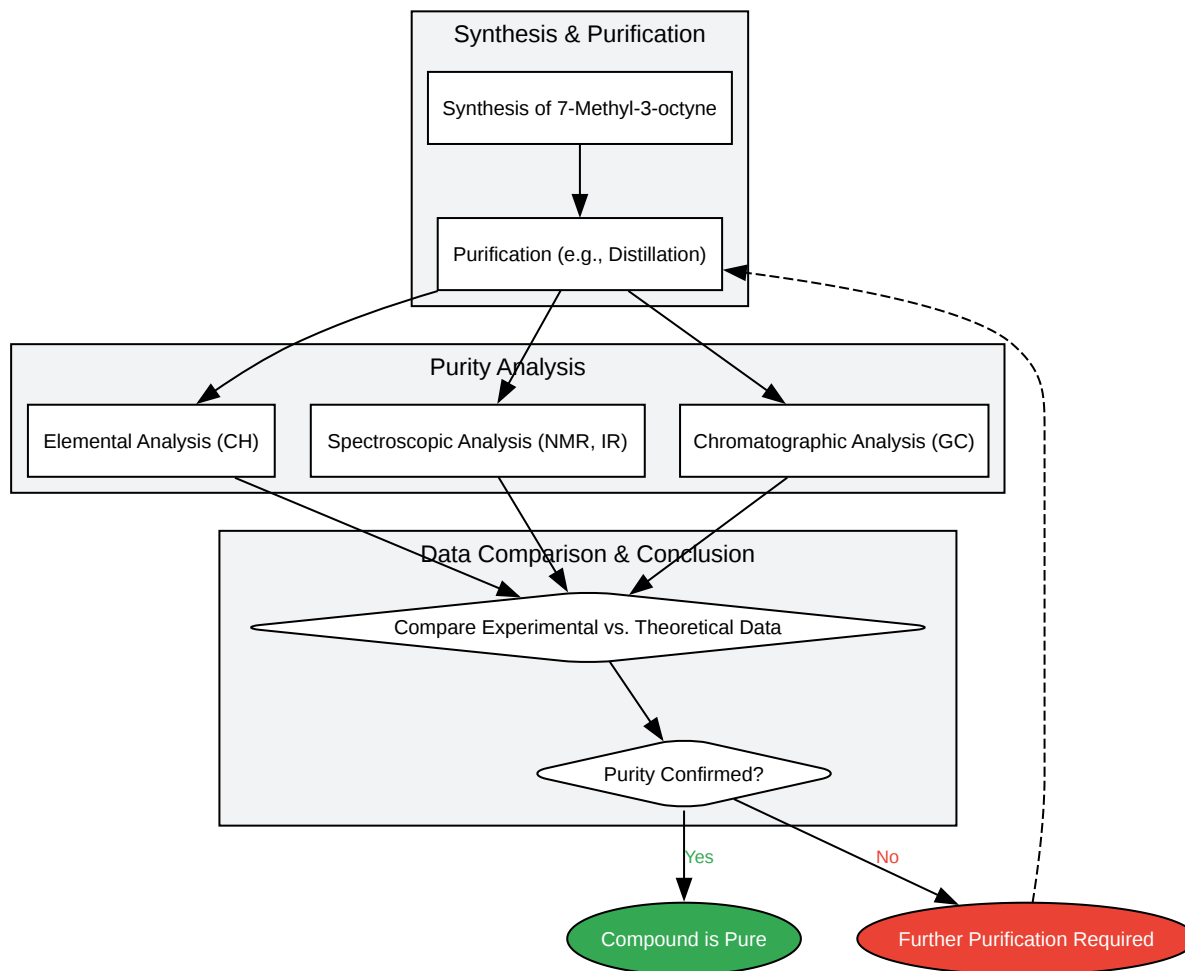 Synthesis & Purification
Synthesis of 7-Methyl-3-octyne
Purification (e.g., Distillation)
Purity Analysis
Elemental Analysis (CH)
Spectroscopic Analysis (NMR, IR)
Chromatographic Analysis (GC)
Data Comparison & Conclusion
Compare Experimental vs. Theoretical Data
Purity Confirmed?
Yes
No
Compound is Pure
Further Purification Required